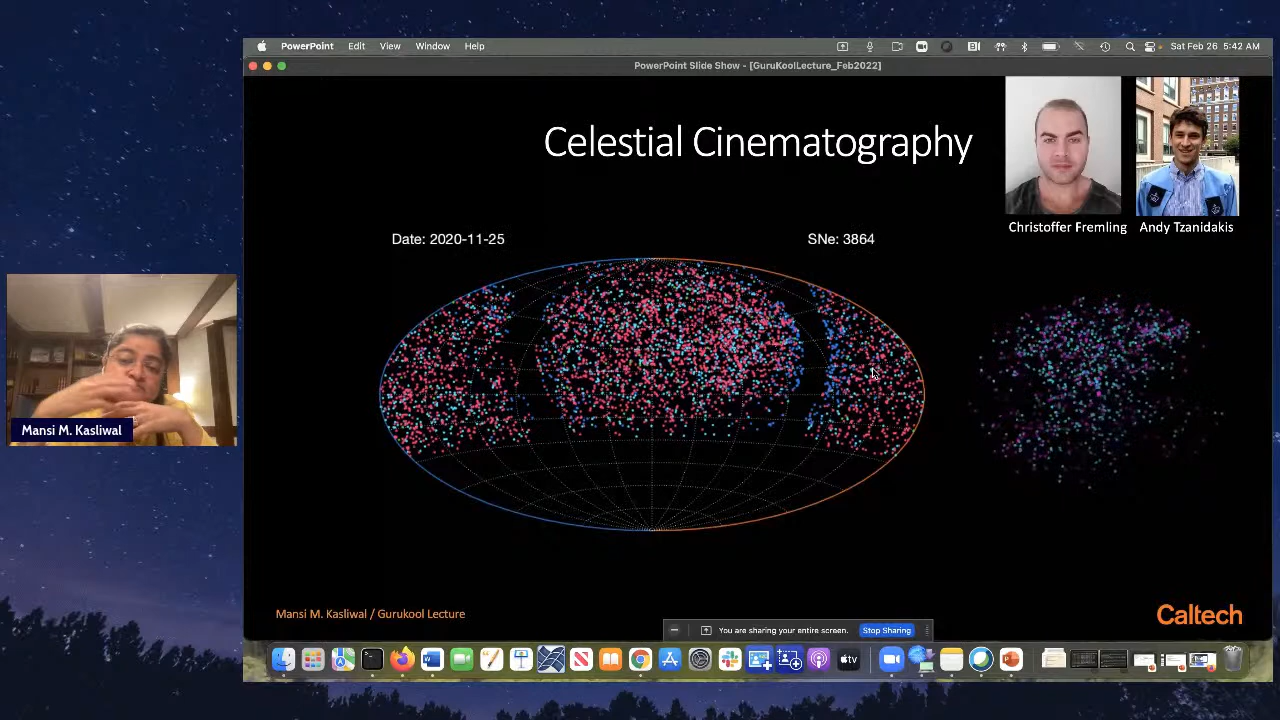 PowerPoint Edit View Window Help
Sat Feb 26 5:42 AM
PowerPoint Slide Show - [GuruKoolLecture_Feb2022]
Celestial Cinematography
Christoffer Fremling
Andy Tzanidakis
Date: 2020-11-25
SNe: 3864
Mansi M. Kasliwal
Mansi M. Kasliwal / Gurukool Lecture
Caltech
You are sharing your entire screen.
Stop Sharing
tv